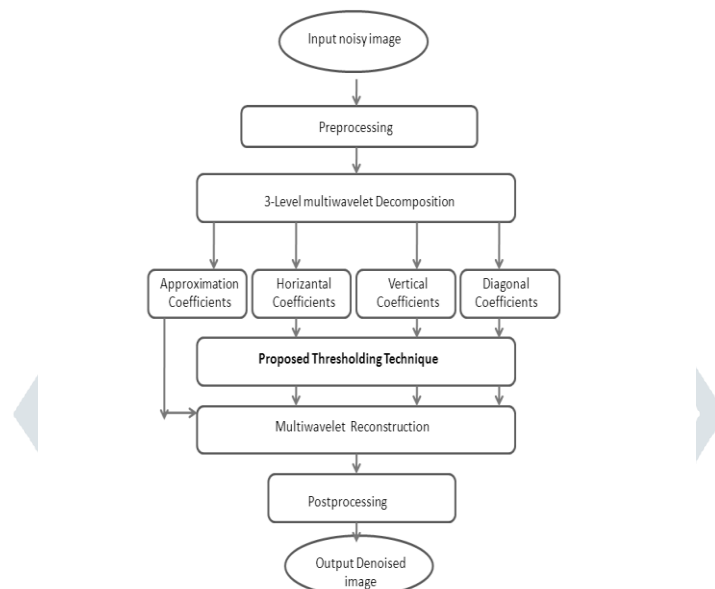 Input noisy image
Preprocessing
3-Level multiwavelet Decomposition
Approximation
Coefficients
Horizantal
Coefficients
Vertical
Coefficients
Diagonal
Coefficients
Proposed Thresholding Technique
Multiwavelet Reconstruction
Postprocessing
Output Denoised
image